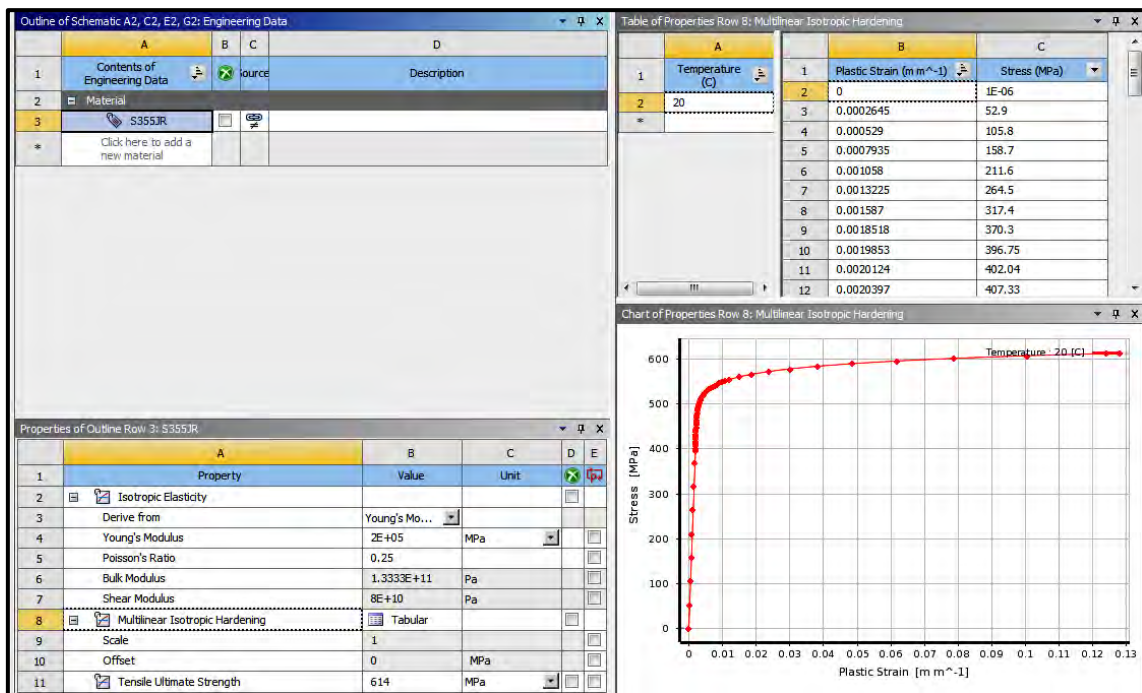 Outline of Schematic A2, C2, E2, G2: Engineering Data
A B C D
1 Contents of Engineering Data Source Description
2 Material
3 S355JR
* Click here to add a new material
Table of Properties Row 8: Multilinear Isotropic Hardening
A
1 Temperature (C)
2 20
*
B C
1 Plastic Strain (m m^-1) Stress (MPa)
2 0 1E-06
3 0.0002645 52.9
4 0.000529 105.8
5 0.0007935 158.7
6 0.001058 211.6
7 0.0013225 264.5
8 0.001587 317.4
9 0.0018518 370.3
10 0.0019853 396.75
11 0.0020124 402.04
12 0.0020397 407.33
Properties of Outline Row 3: S355JR
A B C D E
1 Property Value Unit
2 Isotropic Elasticity
3 Derive from Young's Mo...
4 Young's Modulus 2E+05 MPa
5 Poisson's Ratio 0.25
6 Bulk Modulus 1.3333E+11 Pa
7 Shear Modulus 8E+10 Pa
8 Multilinear Isotropic Hardening Tabular
9 Scale 1
10 Offset 0 MPa
11 Tensile Ultimate Strength 614 MPa
Chart of Properties Row 8: Multilinear Isotropic Hardening
Temperature : 20 [C]
Stress [MPa]
600
500
400
300
200
100
0
0 0.01 0.02 0.03 0.04 0.05 0.06 0.07 0.08 0.09 0.1 0.11 0.12 0.13
Plastic Strain [m m^-1]